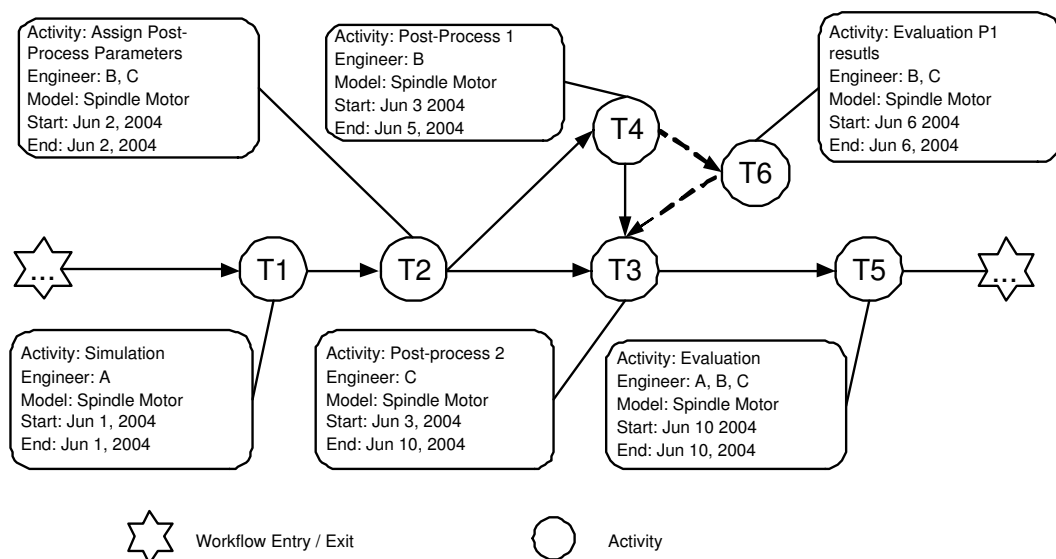 Activity: Assign Post-
Process Parameters
Engineer: B, C
Model: Spindle Motor
Start: Jun 2, 2004
End: Jun 2, 2004
Activity: Post-Process 1
Engineer: B
Model: Spindle Motor
Start: Jun 3 2004
End: Jun 5, 2004
Activity: Evaluation P1
resutls
Engineer: B, C
Model: Spindle Motor
Start: Jun 6 2004
End: Jun 6, 2004
T4
T6
...
T1
T2
T3
T5
...
Activity: Simulation
Engineer: A
Model: Spindle Motor
Start: Jun 1, 2004
End: Jun 1, 2004
Activity: Post-process 2
Engineer: C
Model: Spindle Motor
Start: Jun 3, 2004
End: Jun 10, 2004
Activity: Evaluation
Engineer: A, B, C
Model: Spindle Motor
Start: Jun 10 2004
End: Jun 10, 2004
Workflow Entry / Exit
Activity